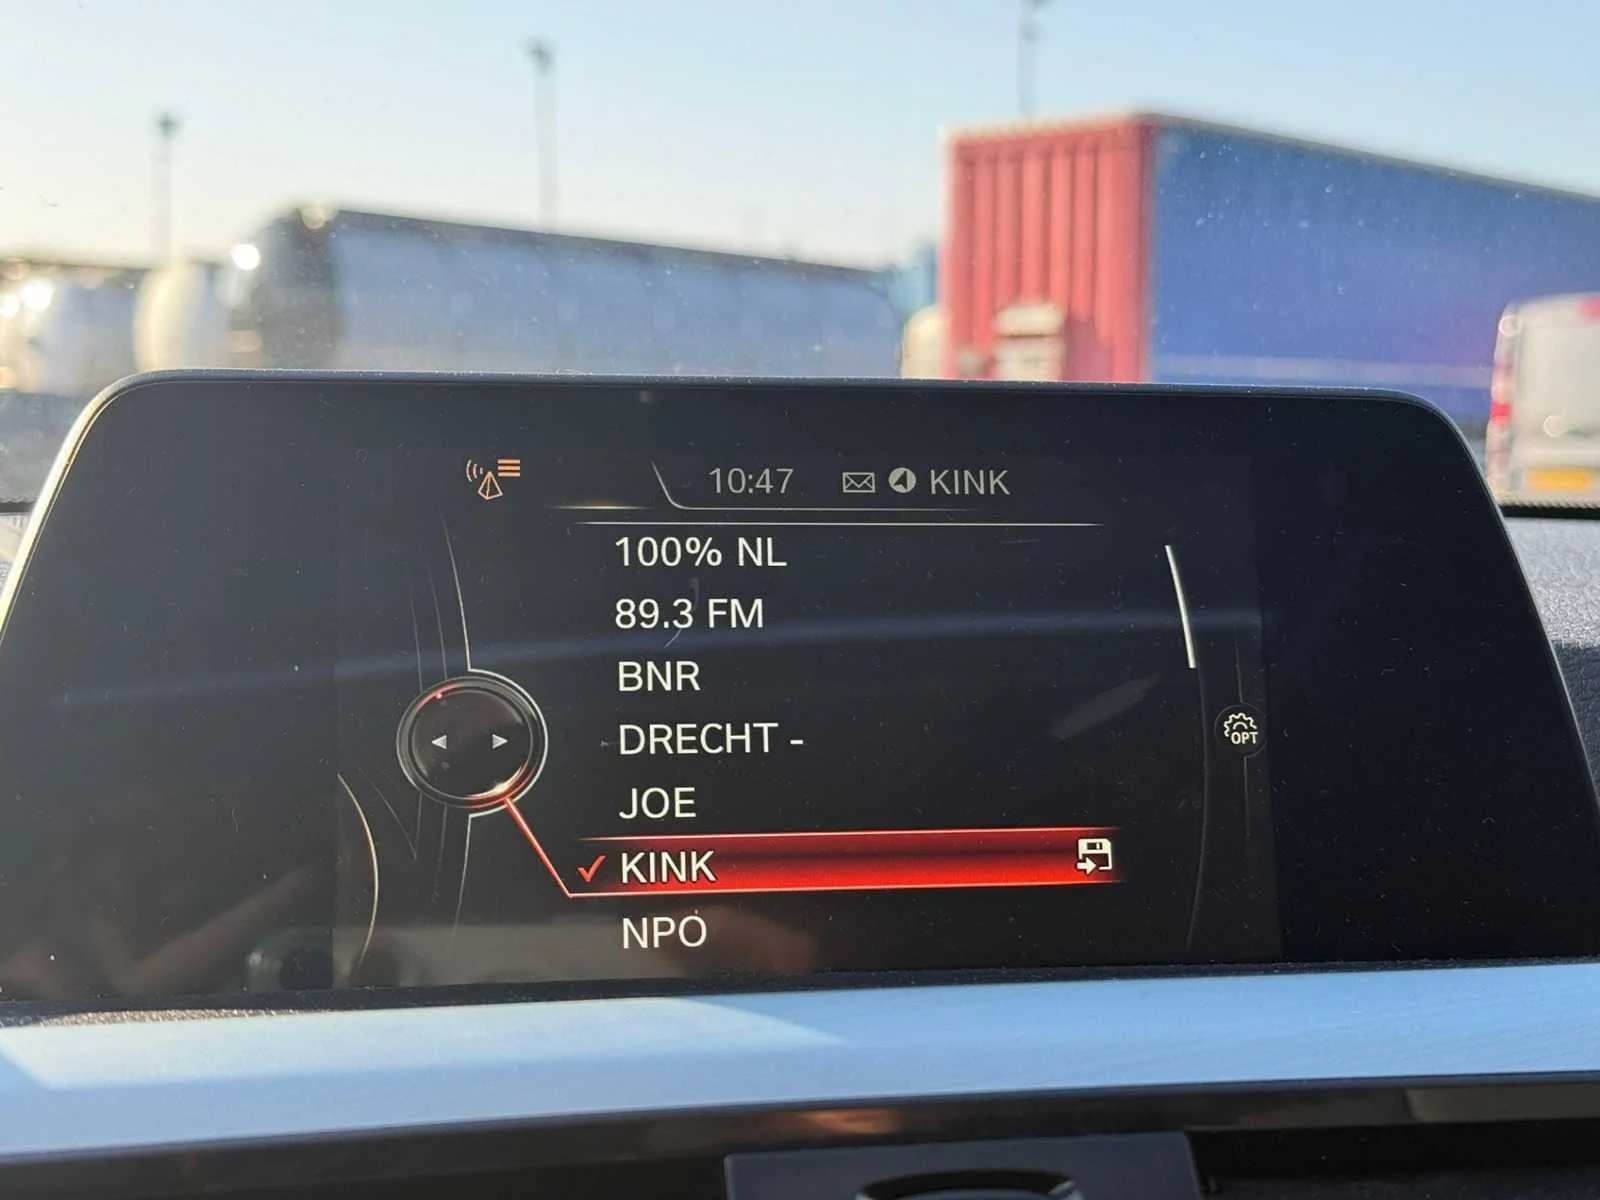 10:47 KINK
100% NL
89.3 FM
BNR
DRECHT -
JOE
KINK
OPT
NPO